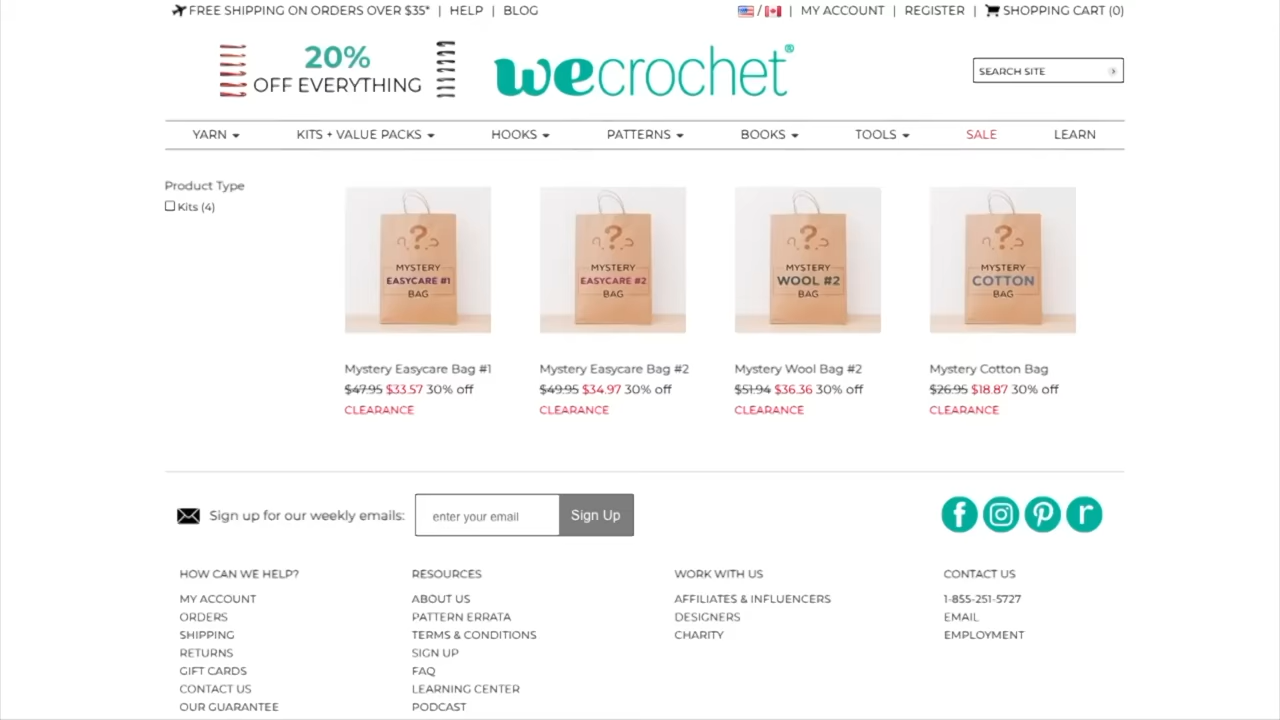 FREE SHIPPING ON ORDERS OVER $35* | HELP | BLOG
/ | MY ACCOUNT | REGISTER | SHOPPING CART (0)
20%
OFF EVERYTHING
wecrochet®
SEARCH SITE
YARN KITS + VALUE PACKS HOOKS PATTERNS BOOKS TOOLS SALE LEARN
Product Type
Kits (4)
?
MYSTERY
EASYCARE #1
BAG
?
MYSTERY
EASYCARE #2
BAG
?
MYSTERY
WOOL #2
BAG
?
MYSTERY
COTTON
BAG
Mystery Easycare Bag #1
$47.95 $33.57 30% off
CLEARANCE
Mystery Easycare Bag #2
$49.95 $34.97 30% off
CLEARANCE
Mystery Wool Bag #2
$51.94 $36.36 30% off
CLEARANCE
Mystery Cotton Bag
$26.95 $18.87 30% off
CLEARANCE
Sign up for our weekly emails: enter your email Sign Up
HOW CAN WE HELP?
MY ACCOUNT
ORDERS
SHIPPING
RETURNS
GIFT CARDS
CONTACT US
OUR GUARANTEE
RESOURCES
ABOUT US
PATTERN ERRATA
TERMS & CONDITIONS
SIGN UP
FAQ
LEARNING CENTER
PODCAST
WORK WITH US
AFFILIATES & INFLUENCERS
DESIGNERS
CHARITY
CONTACT US
1-855-251-5727
EMAIL
EMPLOYMENT